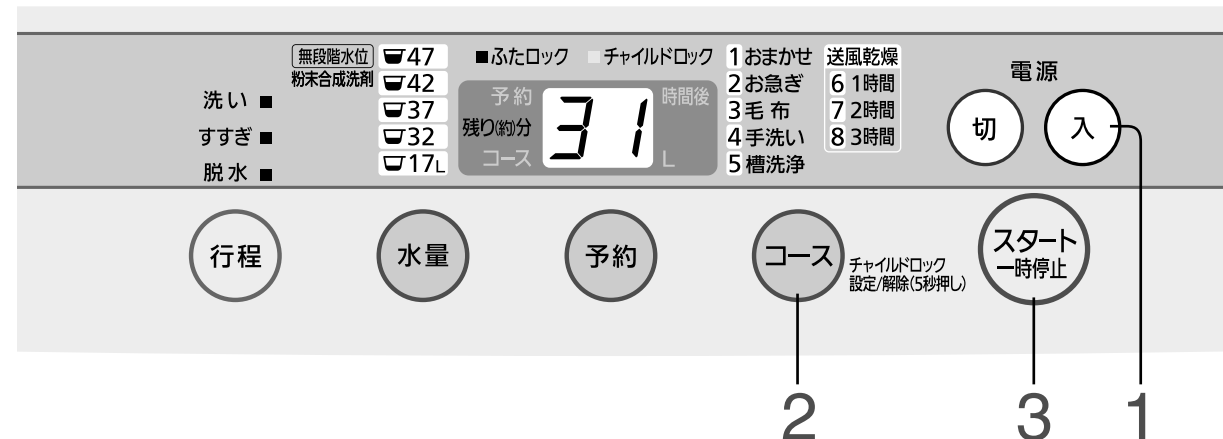 無段階水位
粉末合成洗剤
47
42
37
32
17L
洗い
すすぎ
脱水
ふたロック
チャイルドロック
予約
時間後
残り(約)分
31
コース
L
1おまかせ
2お急ぎ
3毛布
4手洗い
5槽洗浄
送風乾燥
6 1時間
7 2時間
8 3時間
電源
切
入
行程
水量
予約
コース
チャイルドロック
設定/解除(5秒押し)
スタート
一時停止
2
3
1